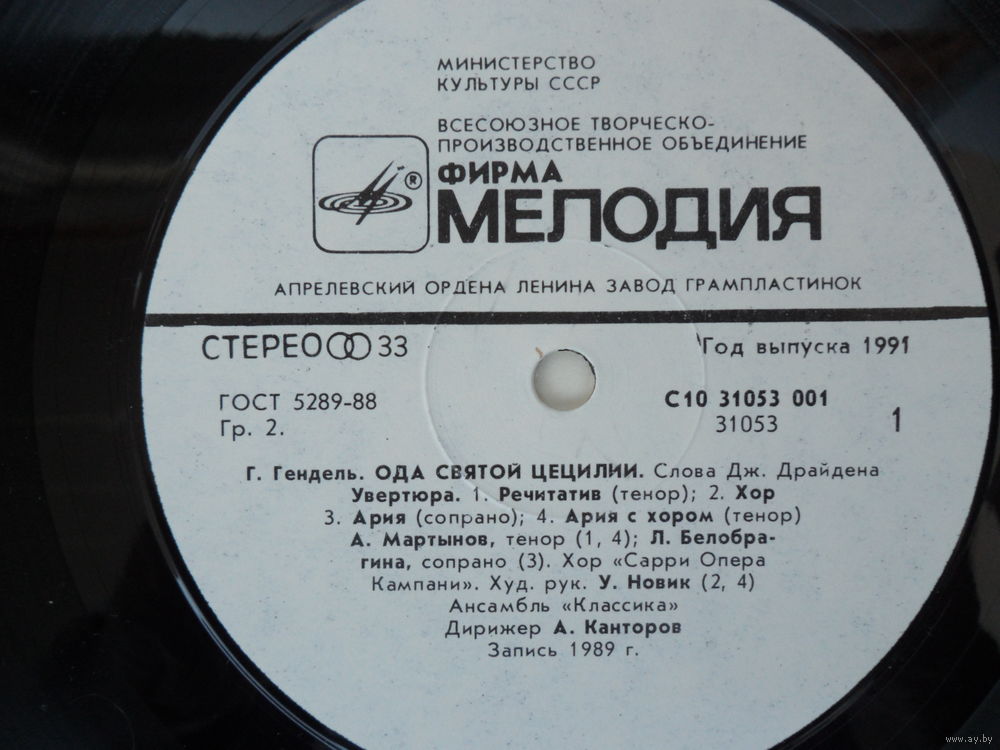 МИНИСТЕРСТВО
КУЛЬТУРЫ СССР
ВСЕСОЮЗНОЕ ТВОРЧЕСКО-
ПРОИЗВОДСТВЕННОЕ ОБЪЕДИНЕНИЕ
ФИРМА
® МЕЛОДИЯ
АПРЕЛЕВСКИЙ ОРДЕНА ЛЕНИНА ЗАВОД ГРАМПЛАСТИНОК
СТЕРЕО 33
Год выпуска 1991
ГОСТ 5289-88
Гр. 2.
С10 31053 001
31053
1
Г. Гендель. ОДА СВЯТОЙ ЦЕЦИЛИИ. Слова Дж. Драйдена
Увертюра. 1. Речитатив (тенор); 2. Хор
3. Ария (сопрано); 4. Ария с хором (тенор)
А. Мартынов, тенор (1, 4); Л. Белобра-
гина, сопрано (3). Хор «Сарри Опера
Кампани». Худ. рук. У. Новик (2, 4)
Ансамбль «Классика»
Дирижер А. Канторов
Запись 1989 г.
www.ay.by